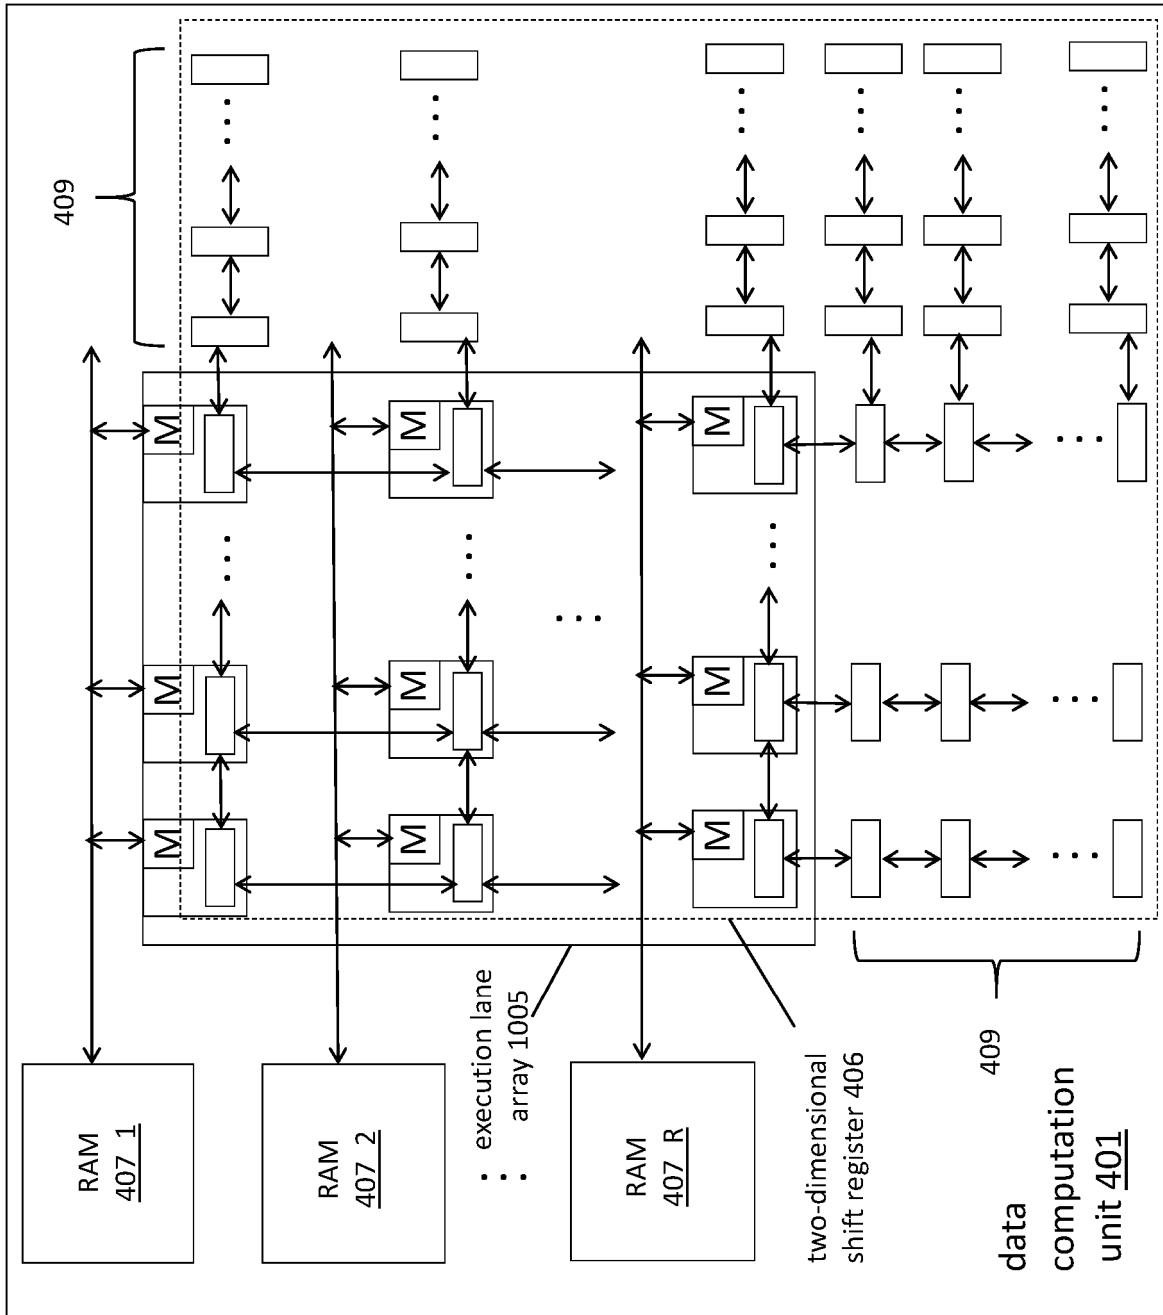 409
M
M
M
M
M
M
M
M
M
RAM
407_1
RAM
407_2
RAM
407_R
execution lane
array 1005
two-dimensional
shift register 406
409
data
computation
unit 401